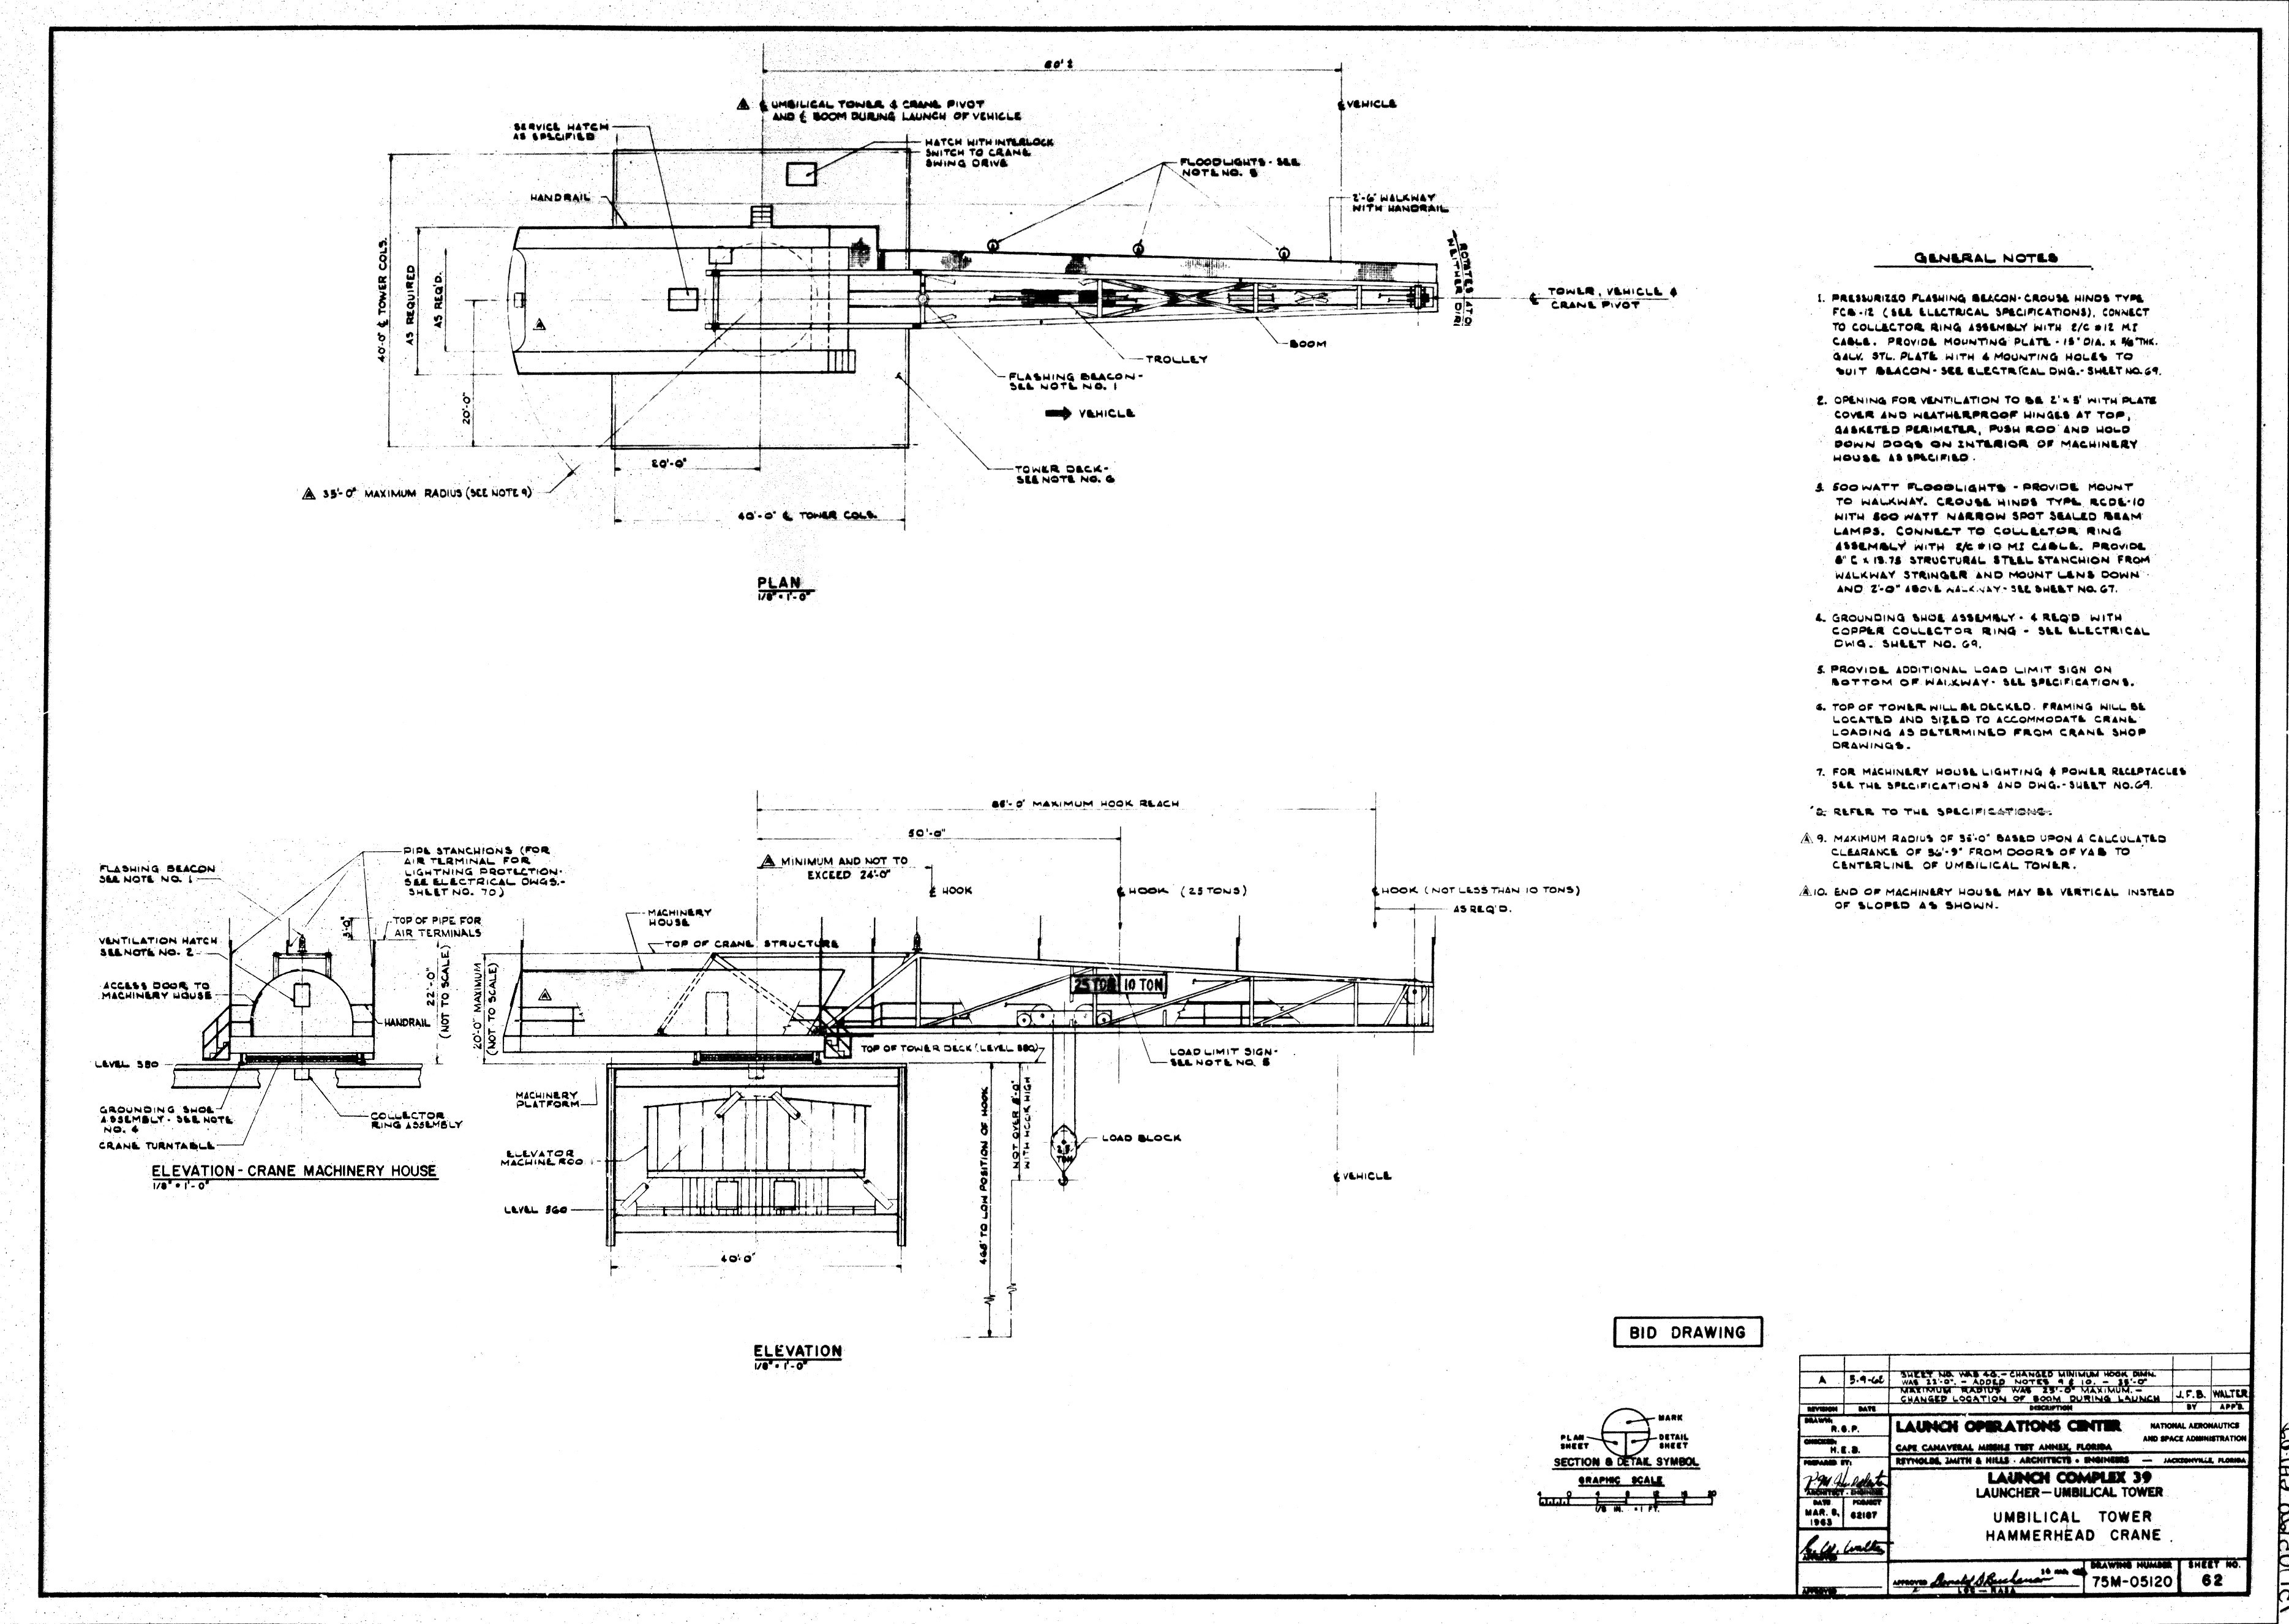 80'±
℄ UMBILICAL TOWER & CRANE PIVOT
AND ℄ BOOM DURING LAUNCH OF VEHICLE
℄ VEHICLE
SERVICE HATCH
AS SPECIFIED
HATCH WITH INTERLOCK
SWITCH TO CRANE
SWING DRIVE
FLOODLIGHTS - SEE
NOTE NO. 3
HANDRAIL
2'-6" WALKWAY
WITH HANDRAIL
40'-0" ℄ TOWER COLS.
AS REQUIRED
AS REQ'D.
20'-0"
℄ TOWER, VEHICLE &
CRANE PIVOT
BOOM
TROLLEY
FLASHING BEACON -
SEE NOTE NO. 1
VEHICLE
20'-0"
TOWER DECK -
SEE NOTE NO. 6
35'-0" MAXIMUM RADIUS (SEE NOTE 9)
40'-0" ℄ TOWER COLS.
PLAN
1/8" = 1'-0"
GENERAL NOTES
1. PRESSURIZED FLASHING BEACON - CROUSE HINDS TYPE
FCB-12 (SEE ELECTRICAL SPECIFICATIONS). CONNECT
TO COLLECTOR RING ASSEMBLY WITH 2/C #12 MI
CABLE. PROVIDE MOUNTING PLATE - 15" DIA. x THK.
GALV. STL. PLATE WITH 4 MOUNTING HOLES TO
SUIT BEACON - SEE ELECTRICAL DWG. - SHEET NO. 69.
2. OPENING FOR VENTILATION TO BE 2' x 3' WITH PLATE
COVER AND WEATHERPROOF HINGES AT TOP,
GASKETED PERIMETER, PUSH ROD AND HOLD
DOWN DOGS ON INTERIOR OF MACHINERY
HOUSE AS SPECIFIED.
3. 500 WATT FLOODLIGHTS - PROVIDE MOUNT
TO WALKWAY. CROUSE HINDS TYPE RCDE-10
WITH 500 WATT NARROW SPOT SEALED BEAM
LAMPS. CONNECT TO COLLECTOR RING
ASSEMBLY WITH 2/C #10 MI CABLE. PROVIDE
8" C x 13.75 STRUCTURAL STEEL STANCHION FROM
WALKWAY STRINGER AND MOUNT LENS DOWN
AND 2'-0" ABOVE WALKWAY - SEE SHEET NO. 67.
4. GROUNDING SHOE ASSEMBLY - 4 REQ'D WITH
COPPER COLLECTOR RING - SEE ELECTRICAL
DWG. SHEET NO. 69.
5. PROVIDE ADDITIONAL LOAD LIMIT SIGN ON
BOTTOM OF WALKWAY - SEE SPECIFICATIONS.
6. TOP OF TOWER WILL BE DECKED. FRAMING WILL BE
LOCATED AND SIZED TO ACCOMMODATE CRANE
LOADING AS DETERMINED FROM CRANE SHOP
DRAWINGS.
7. FOR MACHINERY HOUSE LIGHTING & POWER RECEPTACLES
SEE THE SPECIFICATIONS AND DWG. - SHEET NO. 69.
8. REFER TO THE SPECIFICATIONS.
9. MAXIMUM RADIUS OF 35'-0" BASED UPON A CALCULATED
CLEARANCE OF 36'-9" FROM DOORS OF VAB TO
CENTERLINE OF UMBILICAL TOWER.
10. END OF MACHINERY HOUSE MAY BE VERTICAL INSTEAD
OF SLOPED AS SHOWN.
85'-0" MAXIMUM HOOK REACH
50'-0"
MINIMUM AND NOT TO
EXCEED 24'-0"
℄ HOOK
℄ HOOK (25 TONS)
℄ HOOK (NOT LESS THAN 10 TONS)
AS REQ'D.
FLASHING BEACON
SEE NOTE NO. 1
PIPE STANCHIONS (FOR
AIR TERMINAL FOR
LIGHTNING PROTECTION -
SEE ELECTRICAL DWGS. -
SHEET NO. 70)
TOP OF PIPE FOR
AIR TERMINALS
VENTILATION HATCH
SEE NOTE NO. 2
ACCESS DOOR TO
MACHINERY HOUSE
HANDRAIL
22'-0"
(NOT TO SCALE)
20'-0" MAXIMUM
(NOT TO SCALE)
MACHINERY
HOUSE
TOP OF CRANE STRUCTURE
25 TON
10 TON
LEVEL 380
GROUNDING SHOE
ASSEMBLY - SEE NOTE
NO. 4
CRANE TURNTABLE
COLLECTOR
RING ASSEMBLY
ELEVATION - CRANE MACHINERY HOUSE
1/8" = 1'-0"
TOP OF TOWER DECK (LEVEL 380)
LOAD LIMIT SIGN -
SEE NOTE NO. 5
MACHINERY
PLATFORM
ELEVATOR
MACHINE ROO
LEVEL 360
465' TO LOW POSITION OF HOOK
NOT OVER 8'-0"
WITH HOOK HIGH
25
TON
LOAD BLOCK
℄ VEHICLE
40'-0"
ELEVATION
1/8" = 1'-0"
BID DRAWING
MARK
PLAN
SHEET
DETAIL
SHEET
SECTION & DETAIL SYMBOL
GRAPHIC SCALE
4 0 4 8 12 16 20
1/8 IN. = 1 FT.
A 5-9-62
SHEET NO. WAS 40. - CHANGED MINIMUM HOOK DIMN.
WAS 22'-0". - ADDED NOTES 9 & 10. - 35'-0"
MAXIMUM RADIUS WAS 25'-0" MAXIMUM. -
CHANGED LOCATION OF BOOM DURING LAUNCH
J.F.B. WALTER
REVISION DATE DESCRIPTION BY APP'D.
DRAWN: R.G.P.
CHECKED: H.E.B.
PREPARED BY:
ARCHITECT - ENGINEER
DATE MAR. 8, 1963
PROJECT 62187
LAUNCH OPERATIONS CENTER
NATIONAL AERONAUTICS
AND SPACE ADMINISTRATION
CAPE CANAVERAL MISSILE TEST ANNEX, FLORIDA
REYNOLDS, SMITH & HILLS - ARCHITECTS • ENGINEERS — JACKSONVILLE, FLORIDA
LAUNCH COMPLEX 39
LAUNCHER—UMBILICAL TOWER
UMBILICAL TOWER
HAMMERHEAD CRANE
APPROVED
APPROVED Donald D Buchanan
LOC - NASA
DRAWING NUMBER
75M-05120
SHEET NO.
62